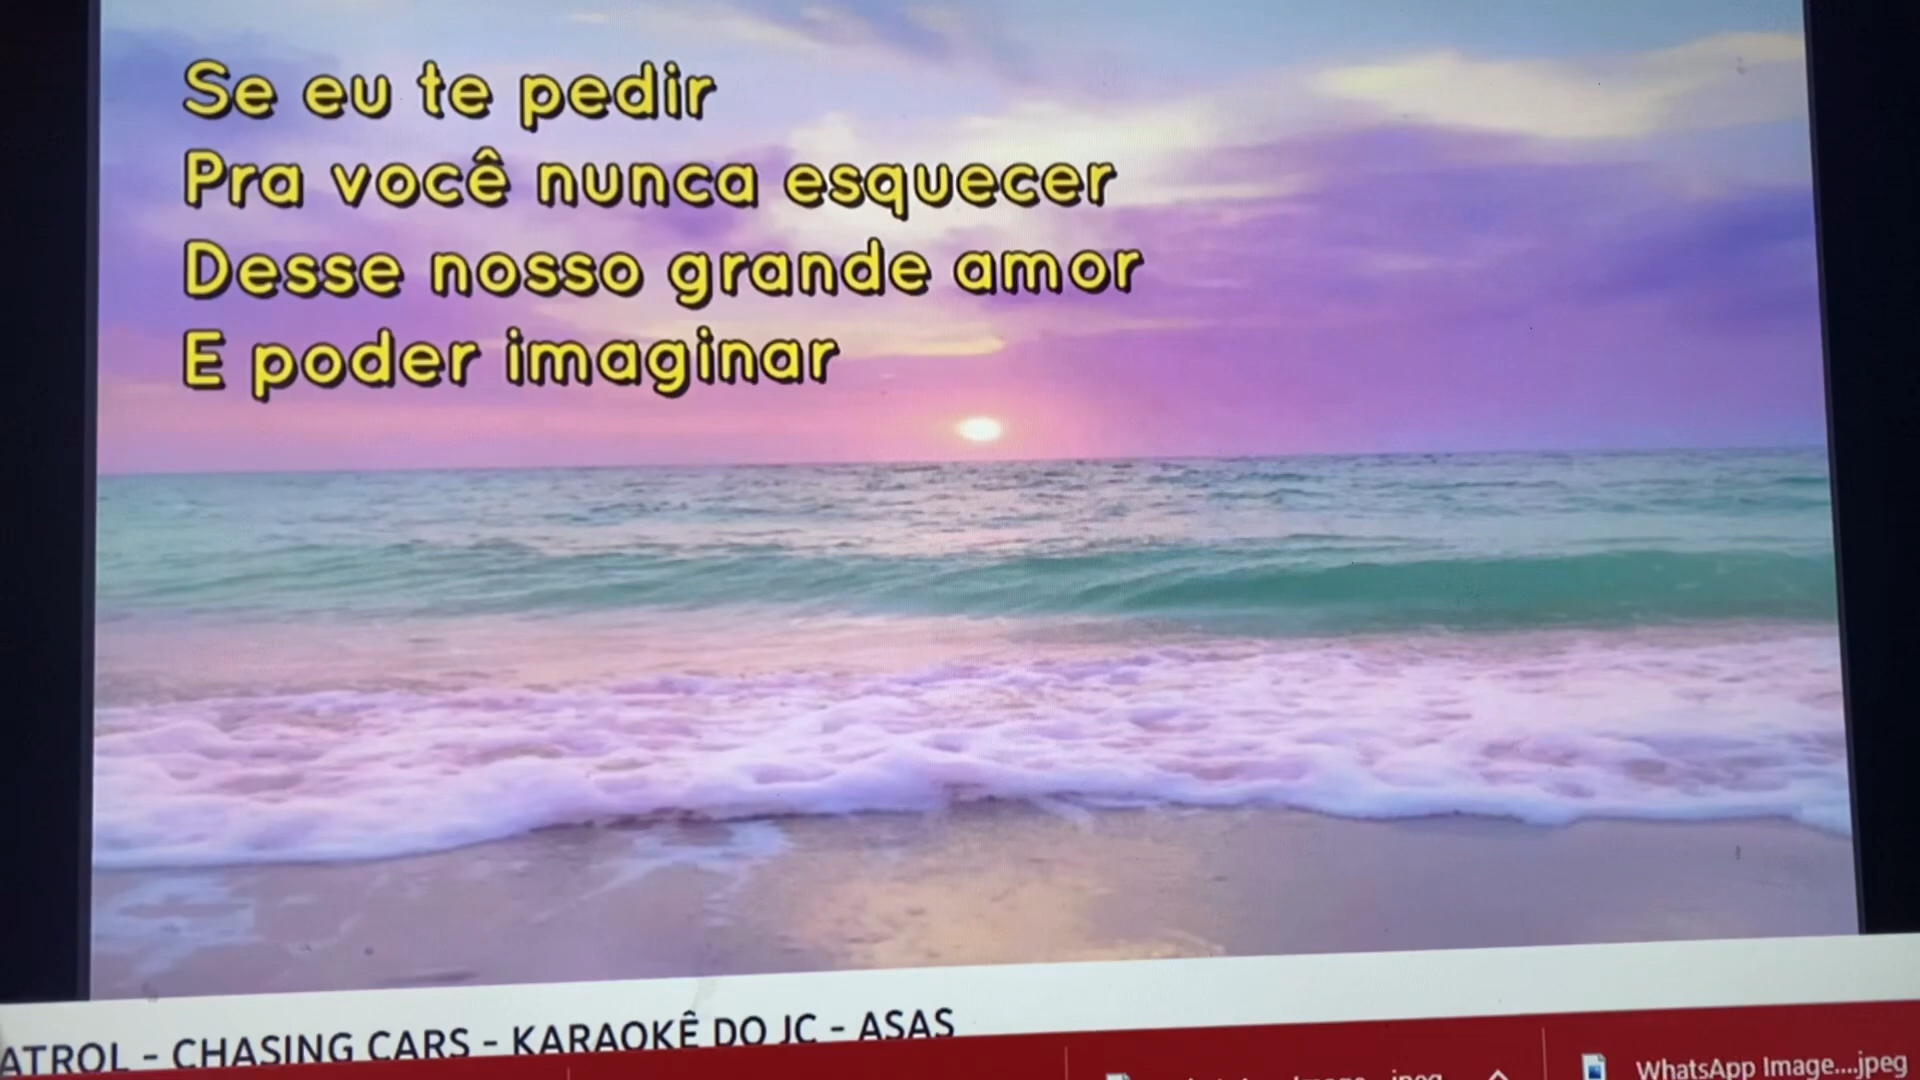 Se eu te pedir
Pra você nunca esquecer
Desse nosso grande amor
E poder imaginar
ATROL - CHASING CARS - KARAOKÊ DO JC - ASAS
WhatsApp Image....jpeg